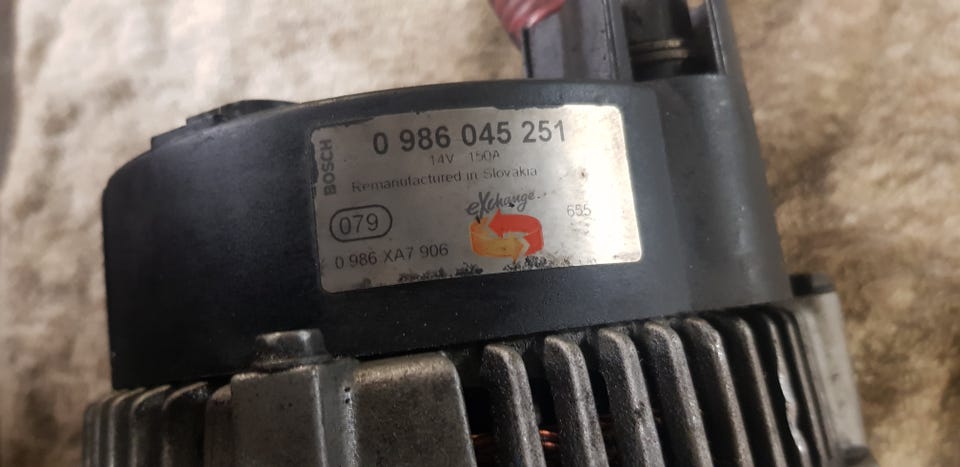 BOSCH
0 986 045 251
14V 150A
Remanufactured in Slovakia
eXchange
079
655
0 986 XA7 906